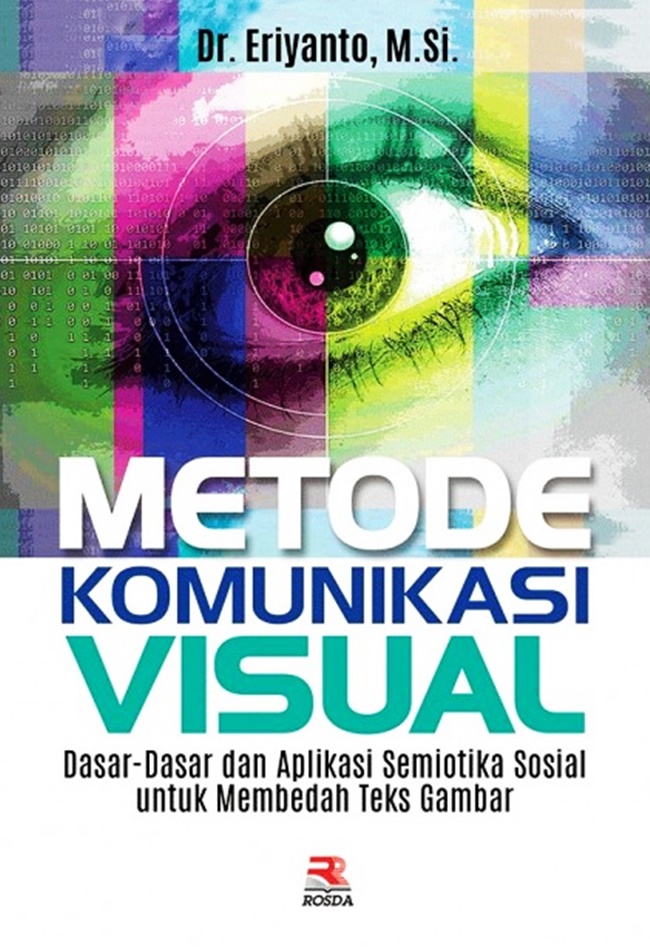 Dr. Eriyanto, M.Si.
METODE
KOMUNIKASI
VISUAL
Dasar-Dasar dan Aplikasi Semiotika Sosial
untuk Membedah Teks Gambar
ROSDA